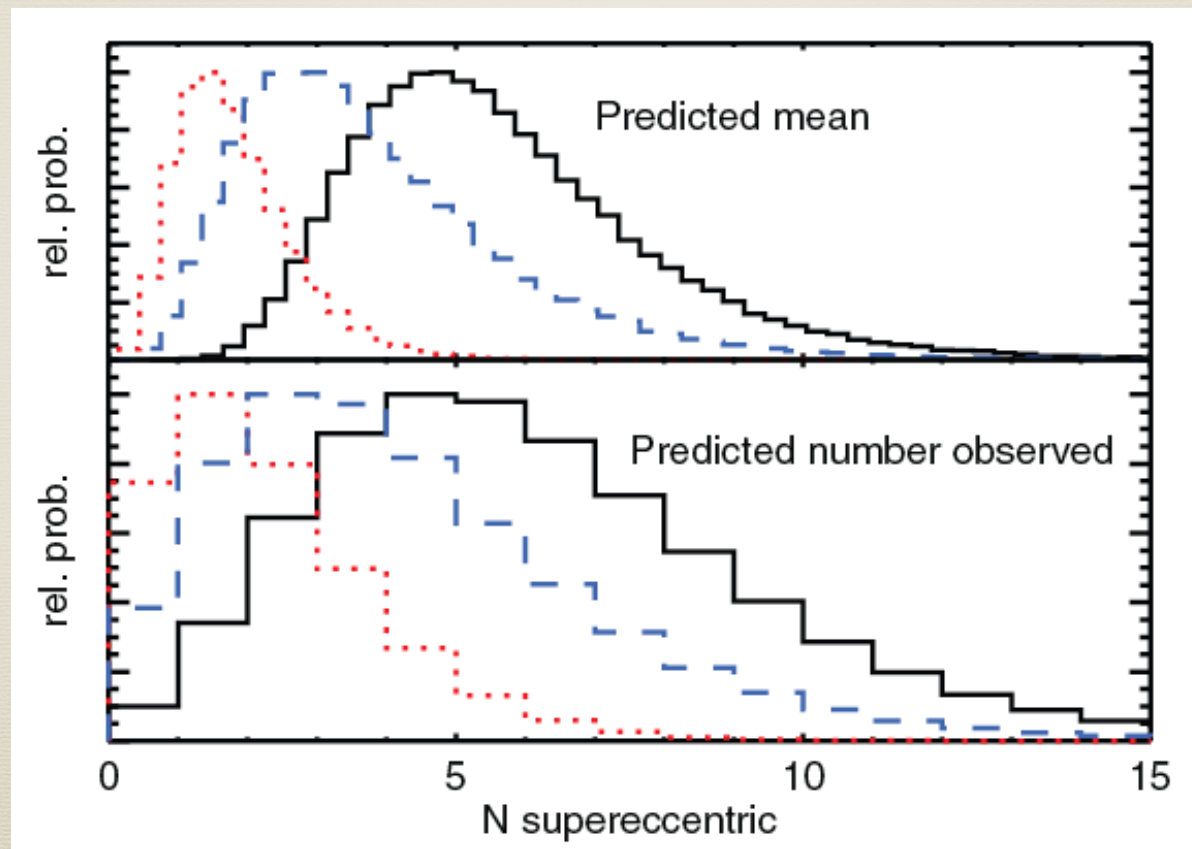 rel. prob.
Predicted mean
rel. prob.
Predicted number observed
0 5 10 15
N supereccentric